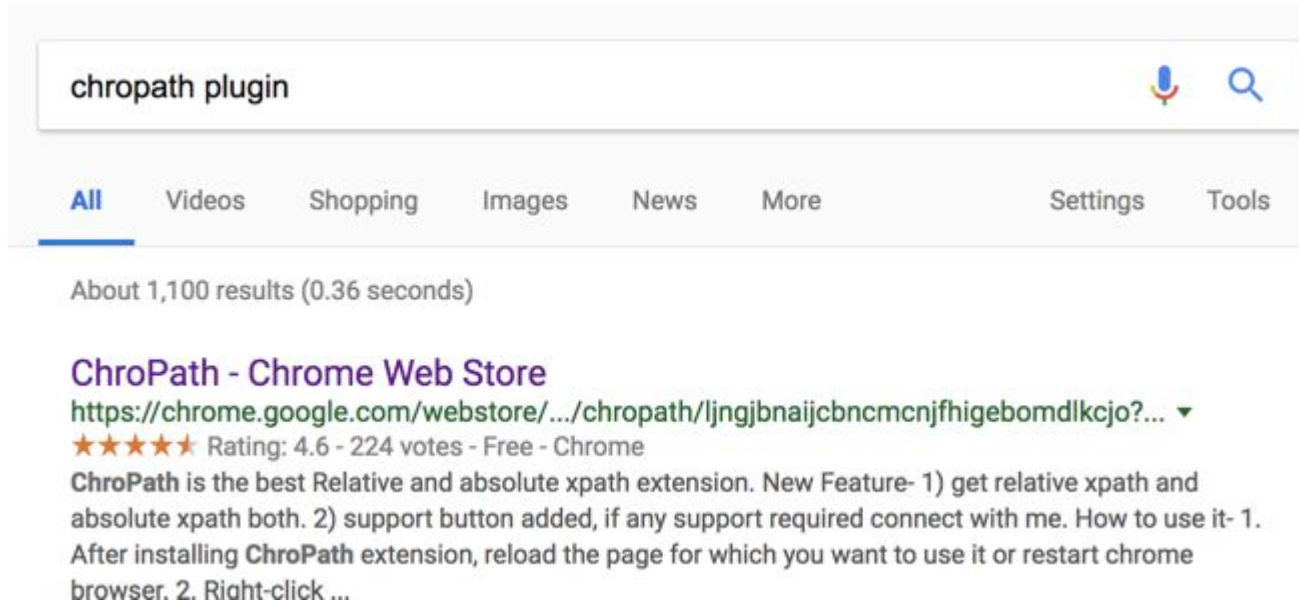 chropath plugin
All Videos Shopping Images News More Settings Tools
About 1,100 results (0.36 seconds)
ChroPath - Chrome Web Store
https://chrome.google.com/webstore/.../chropath/ljngjbnaijcbncmcnjfhigebomdlkcjo?...
Rating: 4.6 - 224 votes - Free - Chrome
ChroPath is the best Relative and absolute xpath extension. New Feature- 1) get relative xpath and
absolute xpath both. 2) support button added, if any support required connect with me. How to use it- 1.
After installing ChroPath extension, reload the page for which you want to use it or restart chrome
browser. 2. Right-click ...